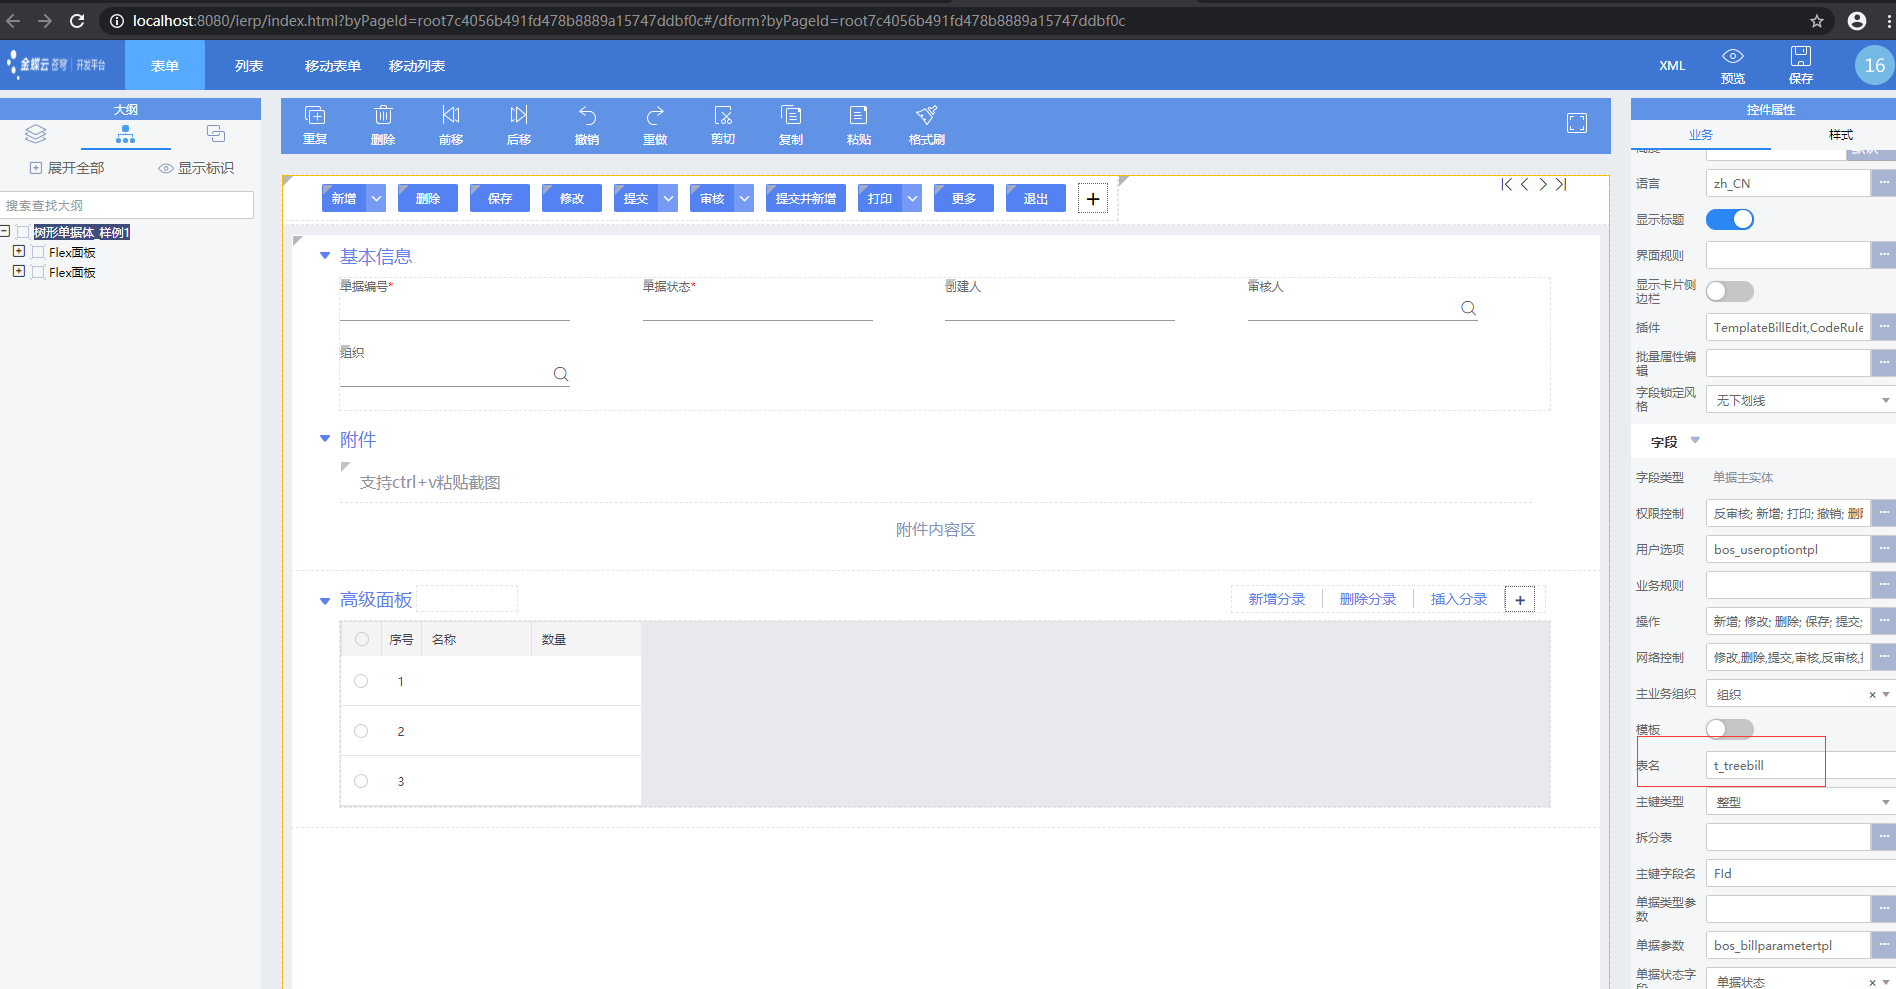 localhost:8080/ierp/index.html?byPageId=root7c4056b491fd478b8889a15747ddbf0c#/dform?byPageId=root7c4056b491fd478b8889a15747ddbf0c
金蝶云 苍穹 | 开发平台
表单 列表 移动表单 移动列表
XML 预览 保存 16
大纲
展开全部 显示标识
搜索查找大纲
树形单据体_样例1
Flex面板
Flex面板
重复 删除 前移 后移 撤销 重做 剪切 复制 粘贴 格式刷
新增 删除 保存 修改 提交 审核 提交并新增 打印 更多 退出 +
基本信息
单据编号* 单据状态* 创建人 审核人
组织
附件
支持ctrl+v粘贴截图
附件内容区
高级面板 新增分录 删除分录 插入分录 +
序号 名称 数量
1
2
3
控件属性
业务 样式
语言 zh_CN
显示标题
界面规则
显示卡片侧边栏
插件 TemplateBillEdit,CodeRule
批量属性编辑
字段锁定风格 无下划线
字段
字段类型 单据主实体
权限控制 反审核; 新增; 打印; 撤销; 删
用户选项 bos_useroptiontpl
业务规则
操作 新增; 修改; 删除; 保存; 提交;
网络控制 修改,删除,提交,审核,反审核,
主业务组织 组织
模板
表名 t_treebill
主键类型 整型
拆分表
主键字段名 FId
单据类型参数
单据参数 bos_billparametertpl
单据状态字 单据状态